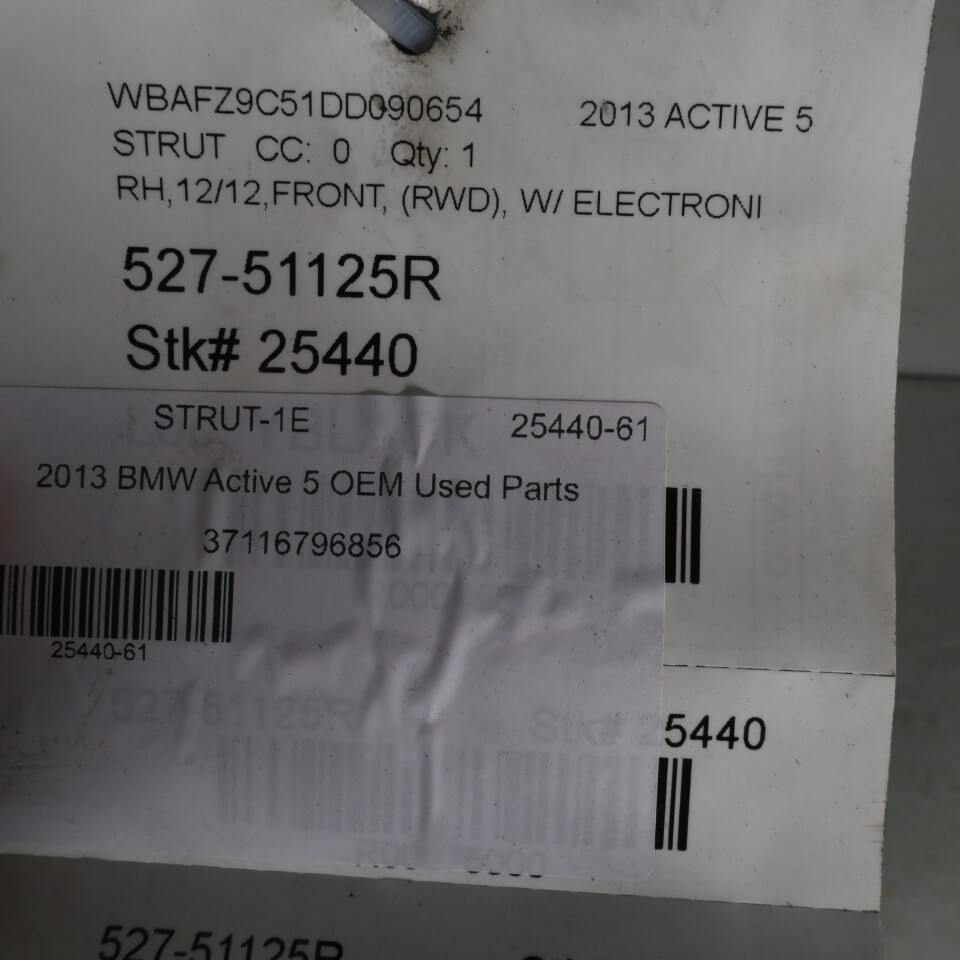 WBAFZ9C51DD090654 2013 ACTIVE 5
STRUT CC: 0 Qty: 1
RH,12/12,FRONT, (RWD), W/ ELECTRONI
527-51125R
Stk# 25440
STRUT-1E 25440-61
2013 BMW Active 5 OEM Used Parts
37116796856
25440-61
527-51125R Stk# 25440
527-51125R